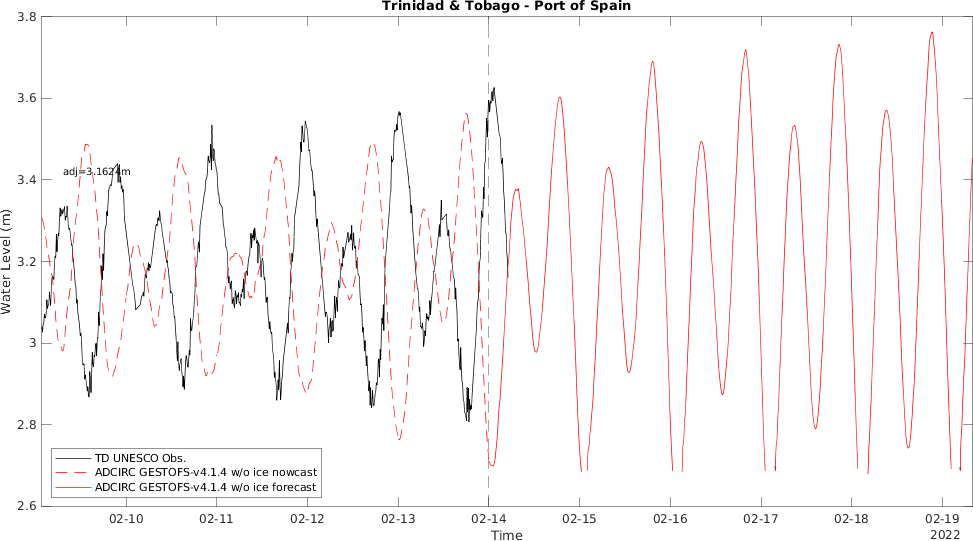 Trinidad & Tobago - Port of Spain
3.8
3.6
3.4
3.2
3
2.8
2.6
Water Level (m)
adj=3.1624m
TD UNESCO Obs.
ADCIRC GESTOFS-v4.1.4 w/o ice nowcast
ADCIRC GESTOFS-v4.1.4 w/o ice forecast
02-10 02-11 02-12 02-13 02-14 02-15 02-16 02-17 02-18 02-19
Time
2022